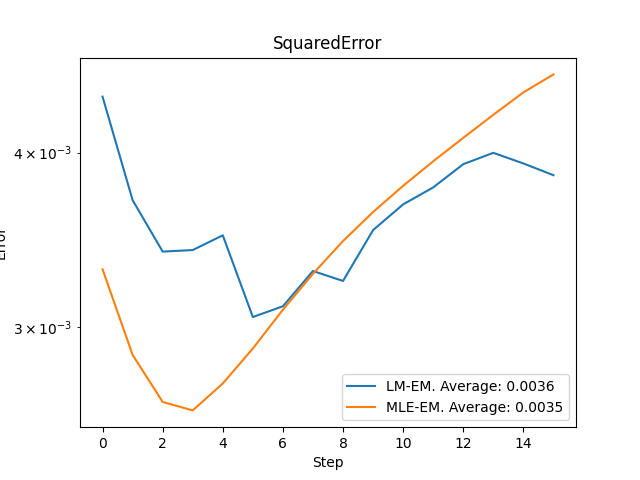 SquaredError
Error
4 × 10⁻³
3 × 10⁻³
LM-EM. Average: 0.0036
MLE-EM. Average: 0.0035
0 2 4 6 8 10 12 14
Step